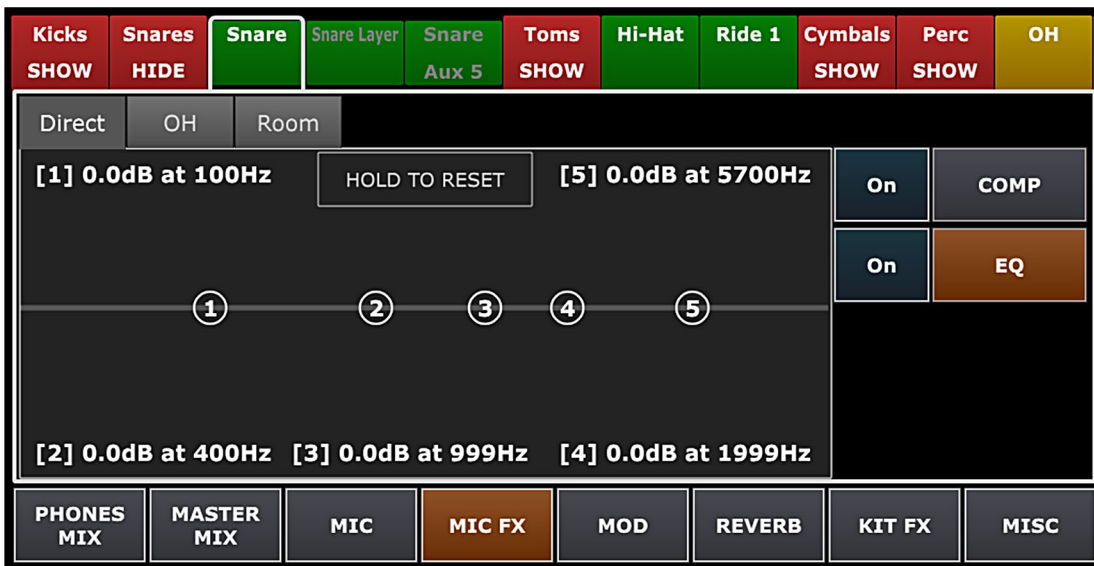 Kicks Snares Snare Snare Layer Snare Toms Hi-Hat Ride 1 Cymbals Perc OH
SHOW HIDE Aux 5 SHOW SHOW SHOW
Direct OH Room
[1] 0.0dB at 100Hz HOLD TO RESET [5] 0.0dB at 5700Hz On COMP
On EQ
1 2 3 4 5
[2] 0.0dB at 400Hz [3] 0.0dB at 999Hz [4] 0.0dB at 1999Hz
PHONES MIX MASTER MIX MIC MIC FX MOD REVERB KIT FX MISC